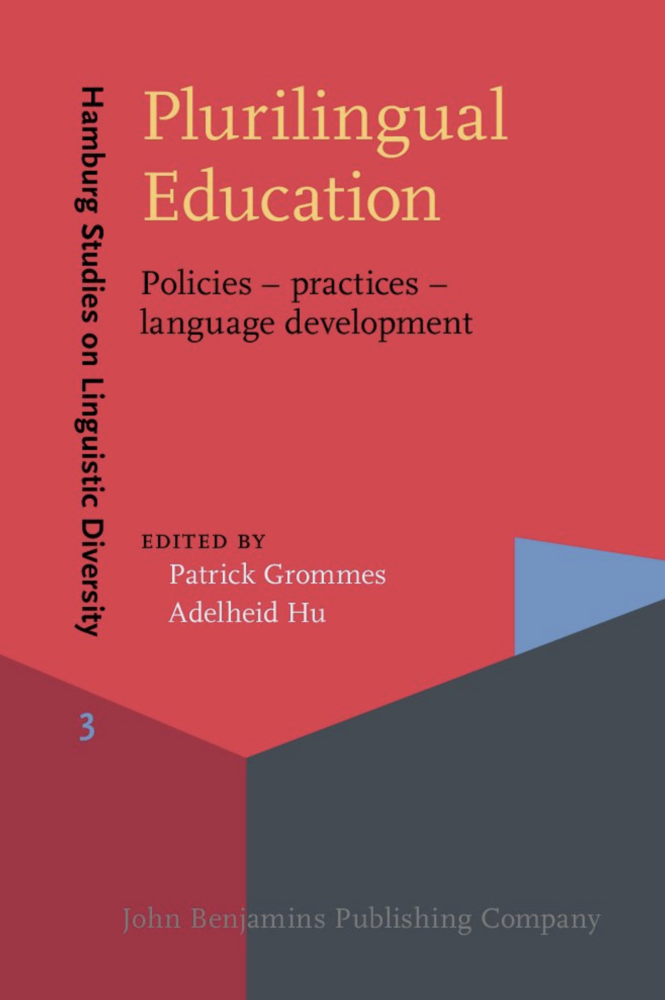 Hamburg Studies on Linguistic Diversity
Plurilingual
Education
Policies – practices –
language development
EDITED BY
Patrick Grommes
Adelheid Hu
3
John Benjamins Publishing Company